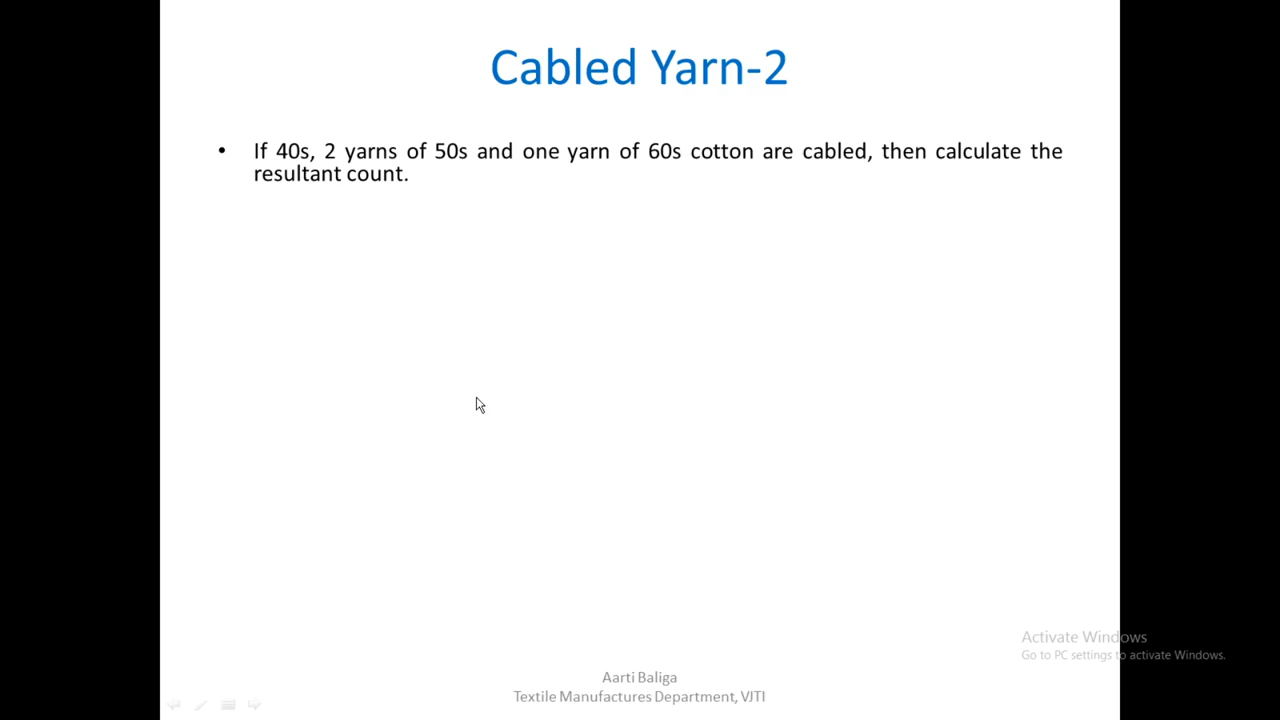 Cabled Yarn-2
• If 40s, 2 yarns of 50s and one yarn of 60s cotton are cabled, then calculate the
resultant count.
Activate Windows
Go to PC settings to activate Windows.
Aarti Baliga
Textile Manufactures Department, VJTI